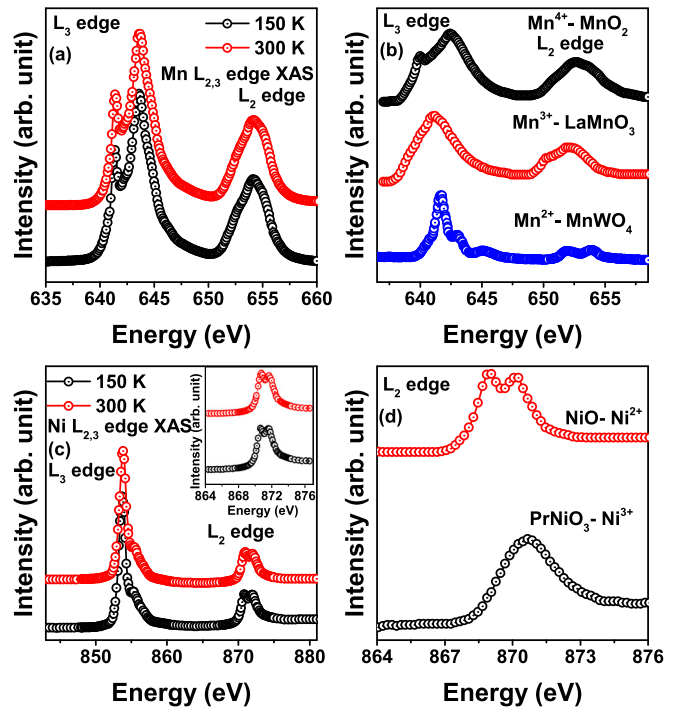 L3 edge
150 K
300 K
(a)
Mn L2,3 edge XAS
L2 edge
Intensity (arb. unit)
635 640 645 650 655 660
Energy (eV)
L3 edge
Mn4+- MnO2
(b)
L2 edge
Mn3+- LaMnO3
Mn2+- MnWO4
Intensity (arb. unit)
640 645 650 655
Energy (eV)
150 K
300 K
Ni L2,3 edge XAS
(c)
L3 edge
L2 edge
Intensity (arb. unit)
850 860 870 880
Energy (eV)
Intensity (arb. unit)
864 868 872 876
Energy (eV)
L2 edge
(d)
NiO- Ni2+
PrNiO3- Ni3+
Intensity (arb. unit)
864 867 870 873 876
Energy (eV)